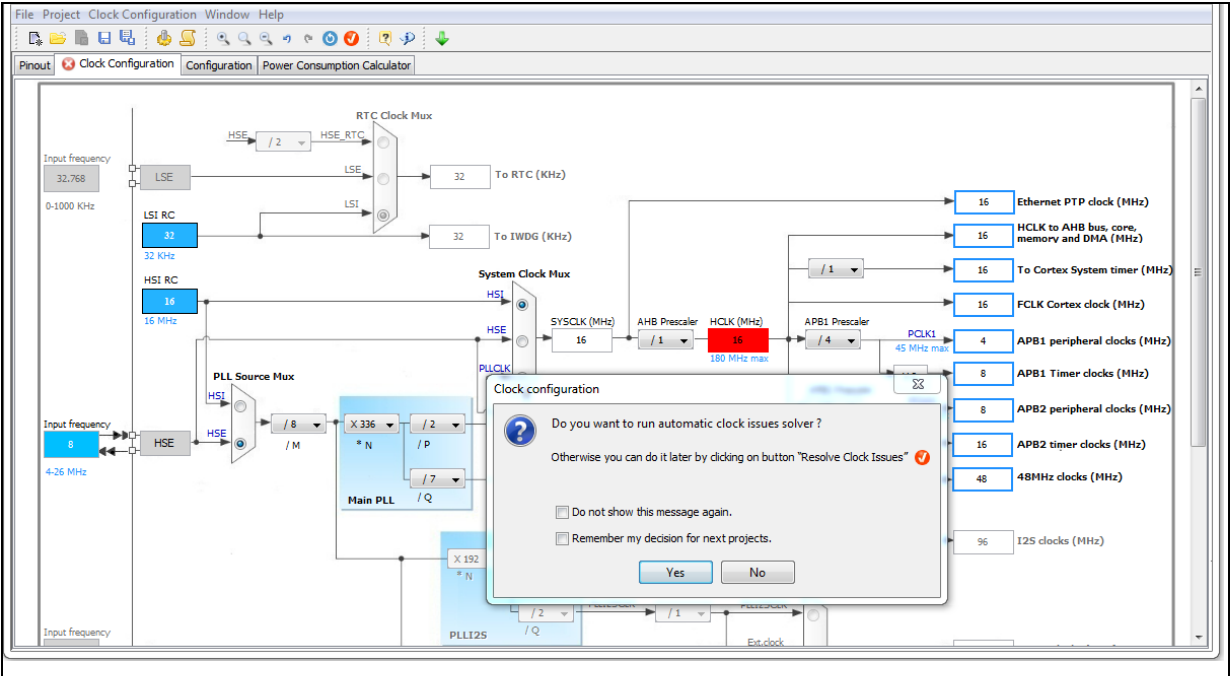 File Project Clock Configuration Window Help
Pinout Clock Configuration Configuration Power Consumption Calculator
RTC Clock Mux
HSE / 2 HSE_RTC
Input frequency
32.768
0-1000 KHz
LSE
LSE
32 To RTC (KHz)
LSI RC
LSI
32
32 KHz
32 To IWDG (KHz)
16 Ethernet PTP clock (MHz)
16 HCLK to AHB bus, core,
memory and DMA (MHz)
/ 1
16 To Cortex System timer (MHz)
HSI RC
16
16 MHz
System Clock Mux
HSI
HSE
PLLCLK
SYSCLK (MHz)
16
AHB Prescaler
/ 1
HCLK (MHz)
16
180 MHz max
APB1 Prescaler
/ 4
16 FCLK Cortex clock (MHz)
PCLK1
45 MHz max
4 APB1 peripheral clocks (MHz)
8 APB1 Timer clocks (MHz)
8 APB2 peripheral clocks (MHz)
16 APB2 timer clocks (MHz)
48 48MHz clocks (MHz)
96 I2S clocks (MHz)
PLL Source Mux
HSI
HSE
Input frequency
8
4-26 MHz
HSE
/ 8
/ M
X 336
* N
/ 2
/ P
/ 7
/ Q
Main PLL
Clock configuration
Do you want to run automatic clock issues solver ?
Otherwise you can do it later by clicking on button "Resolve Clock Issues"
Do not show this message again.
Remember my decision for next projects.
Yes No
X 192
* N
/ 2
/ Q
PLLI2S
PLLI2SCLK
/ 1
PLLI2SCLK
Ext.clock
Input frequency